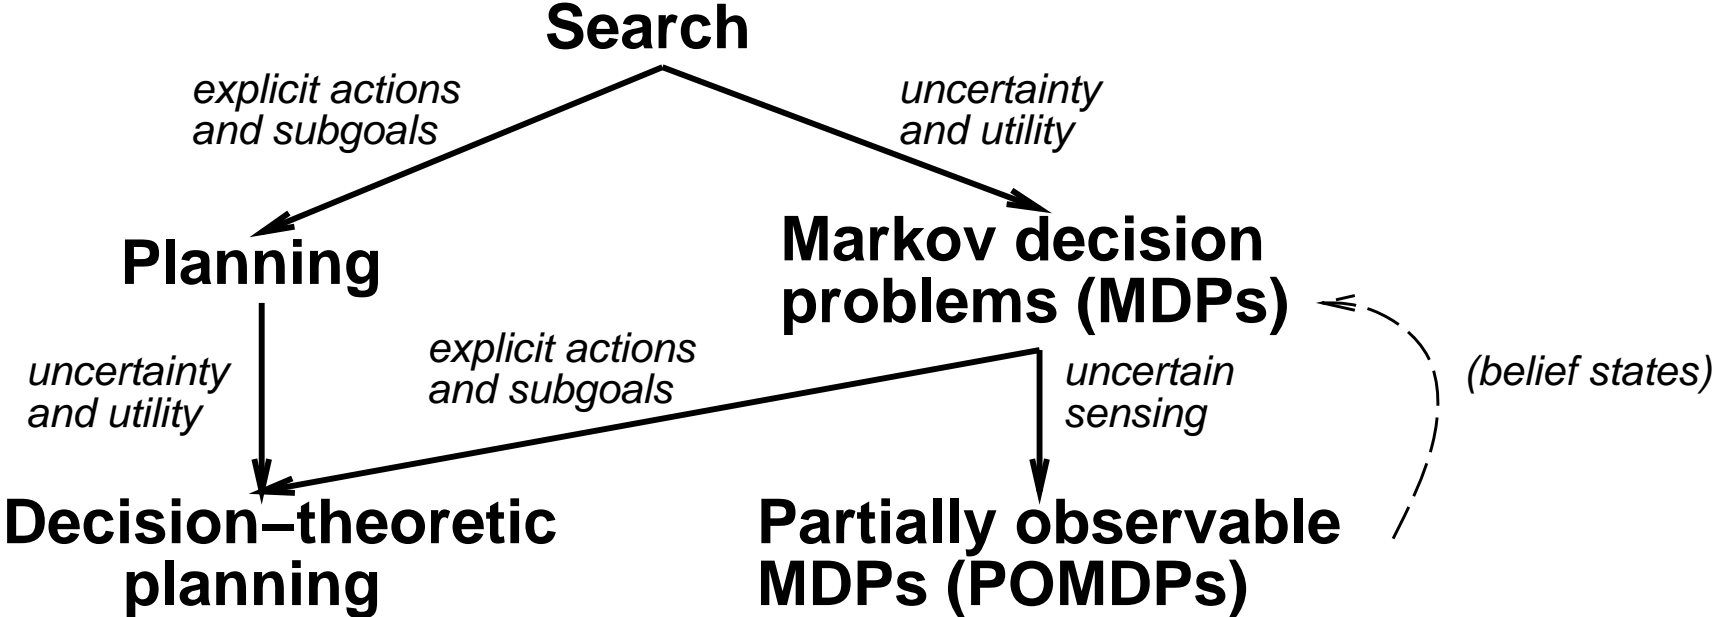 Search
explicit actions
and subgoals
uncertainty
and utility
Planning
Markov decision
problems (MDPs)
uncertainty
and utility
explicit actions
and subgoals
uncertain
sensing
(belief states)
Decision–theoretic
planning
Partially observable
MDPs (POMDPs)